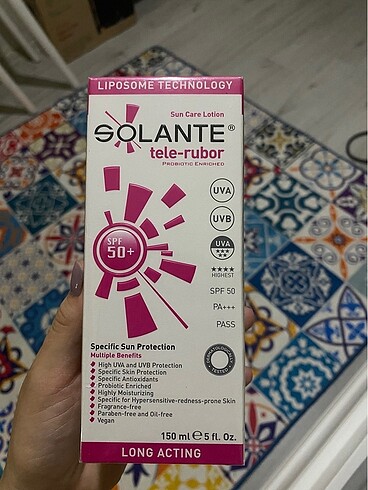 LIPOSOME TECHNOLOGY
Sun Care Lotion
SOLANTE®
tele-rubor
PROBIOTIC ENRICHED
UVA
UVB
UVA
HIGHEST
SPF 50
PA+++
PASS
SPF
50+
DERMATOLOGICALLY
TESTED
Specific Sun Protection
Multiple Benefits
High UVA and UVB Protection
Specific Skin Protection
Specific Antioxidants
Probiotic Enriched
Highly Moisturizing
Specific for Hypersensitive-redness-prone Skin
Fragrance-free
Paraben-free and Oil-free
Vegan
150 ml ℮ 5 fl. Oz.
LONG ACTING